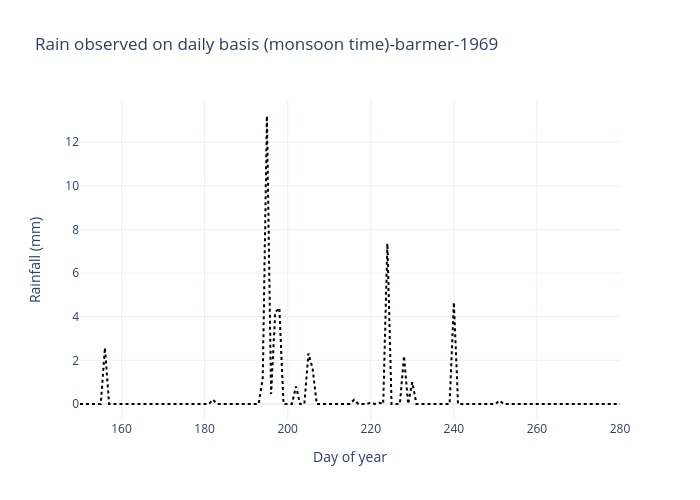 Rain observed on daily basis (monsoon time)-barmer-1969
Rainfall (mm)
12
10
8
6
4
2
0
160 180 200 220 240 260 280
Day of year